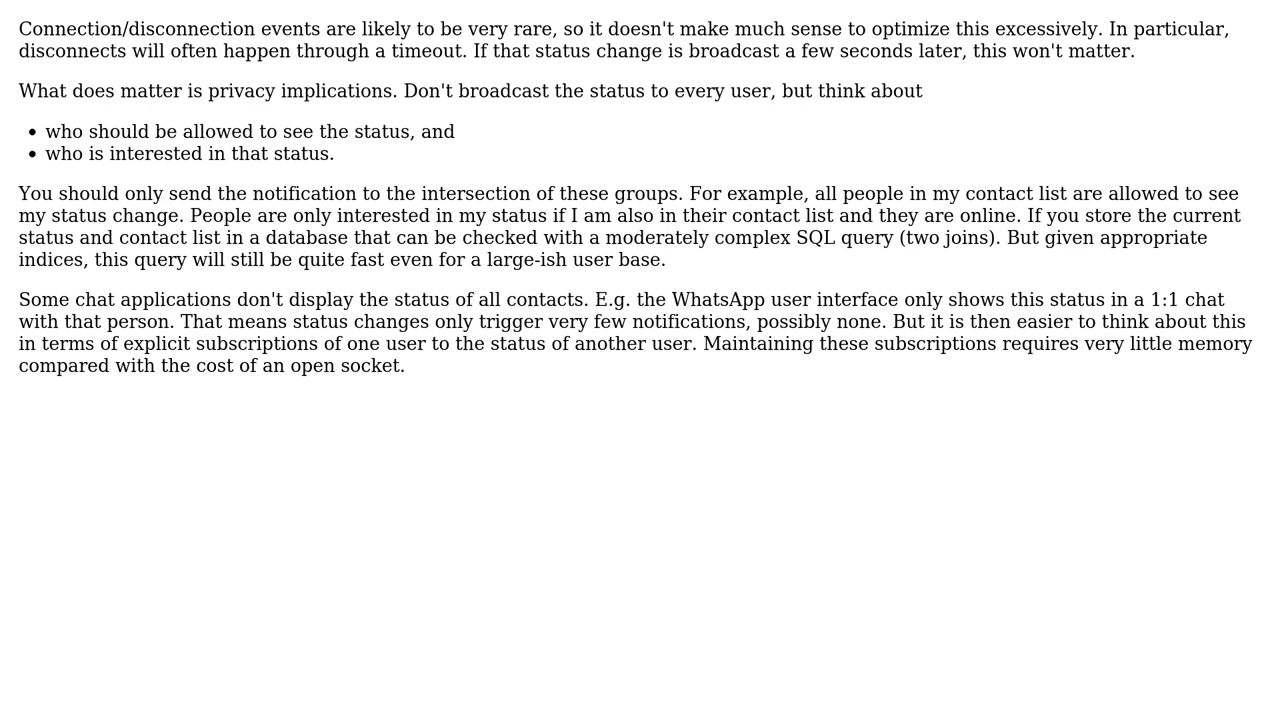 Connection/disconnection events are likely to be very rare, so it doesn't make much sense to optimize this excessively. In particular,
disconnects will often happen through a timeout. If that status change is broadcast a few seconds later, this won't matter.
What does matter is privacy implications. Don't broadcast the status to every user, but think about
• who should be allowed to see the status, and
• who is interested in that status.
You should only send the notification to the intersection of these groups. For example, all people in my contact list are allowed to see
my status change. People are only interested in my status if I am also in their contact list and they are online. If you store the current
status and contact list in a database that can be checked with a moderately complex SQL query (two joins). But given appropriate
indices, this query will still be quite fast even for a large-ish user base.
Some chat applications don't display the status of all contacts. E.g. the WhatsApp user interface only shows this status in a 1:1 chat
with that person. That means status changes only trigger very few notifications, possibly none. But it is then easier to think about this
in terms of explicit subscriptions of one user to the status of another user. Maintaining these subscriptions requires very little memory
compared with the cost of an open socket.